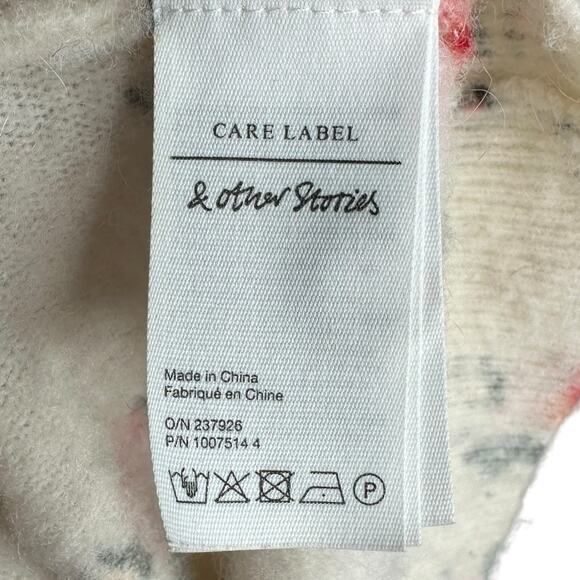 CARE LABEL
& other Stories
Made in China
Fabriqué en Chine
O/N 237926
P/N 1007514 4
P